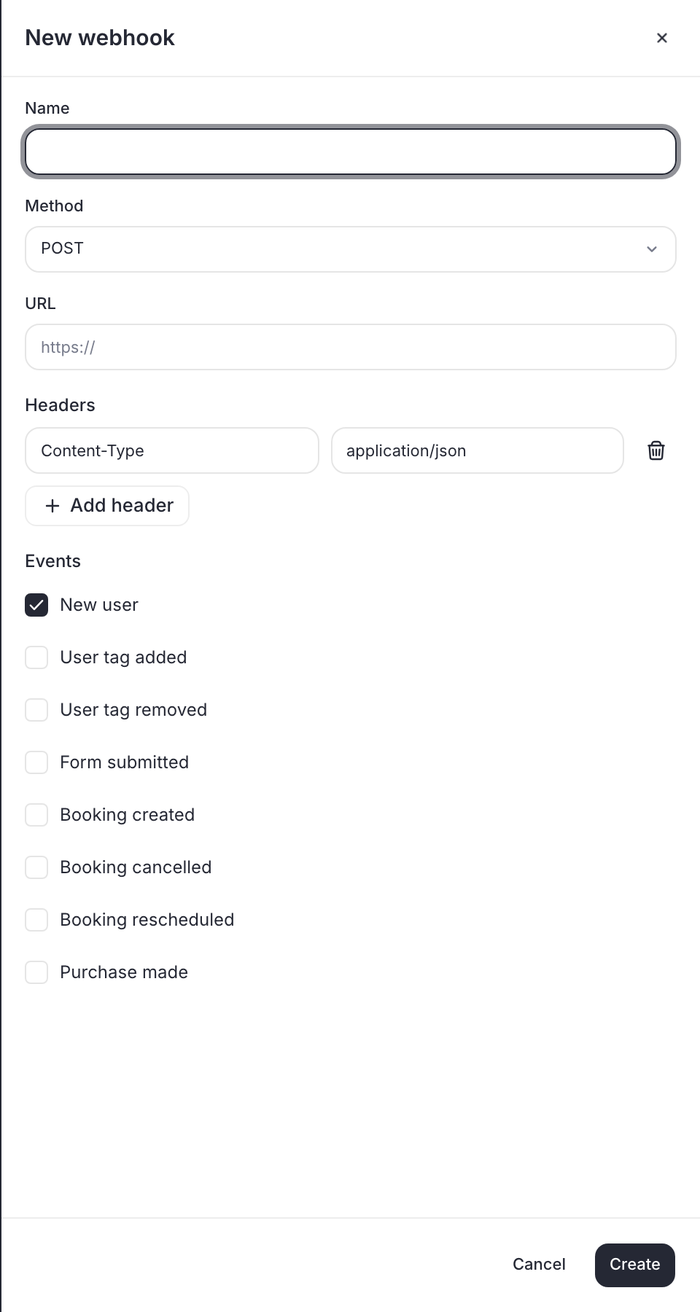 New webhook
Name
Method
POST
URL
https://
Headers
Content-Type application/json
Add header
Events
New user
User tag added
User tag removed
Form submitted
Booking created
Booking cancelled
Booking rescheduled
Purchase made
Cancel Create